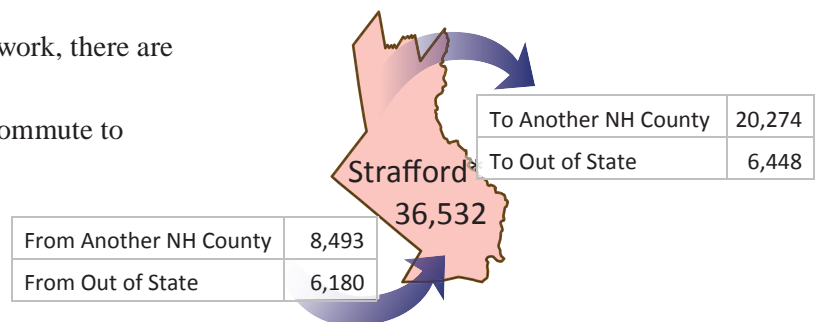 work, there are
ommute to
To Another NH County 20,274
To Out of State 6,448
Strafford*
36,532
From Another NH County 8,493
From Out of State 6,180